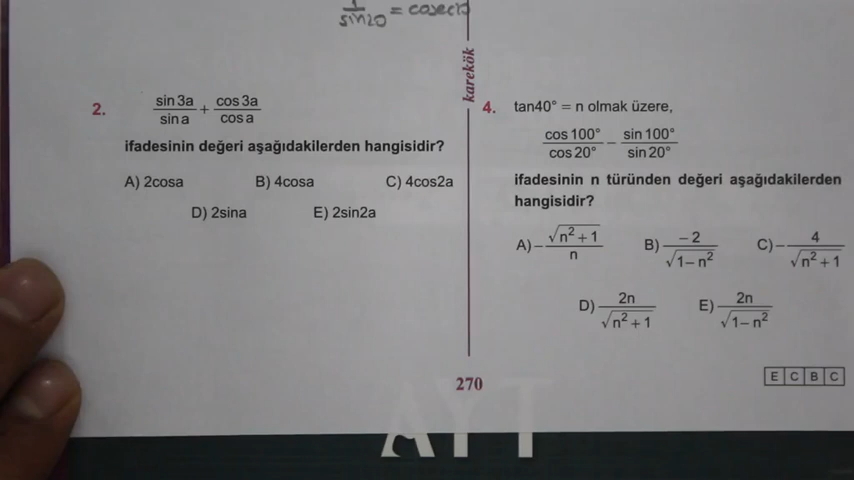 1/sin20 = cosec20
karekök
2. sin 3a/sin a + cos 3a/cos a
ifadesinin değeri aşağıdakilerden hangisidir?
A) 2cosa B) 4cosa C) 4cos2a
D) 2sina E) 2sin2a
4. tan40° = n olmak üzere,
cos 100°/cos 20° − sin 100°/sin 20°
ifadesinin n türünden değeri aşağıdakilerden
hangisidir?
A) −√(n²+1)/n B) −2/√(1−n²) C) −4/√(n²+1)
D) 2n/√(n²+1) E) 2n/√(1−n²)
E C B C
270
AYT